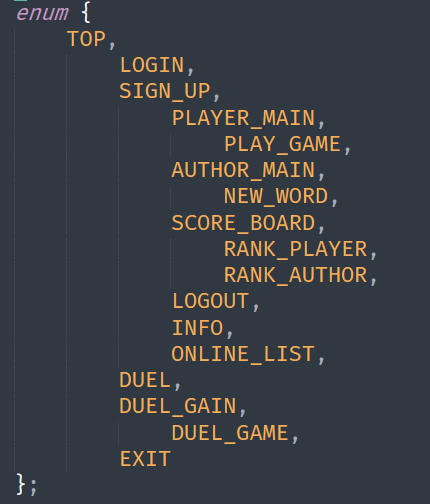 enum {
TOP,
LOGIN,
SIGN_UP,
PLAYER_MAIN,
PLAY_GAME,
AUTHOR_MAIN,
NEW_WORD,
SCORE_BOARD,
RANK_PLAYER,
RANK_AUTHOR,
LOGOUT,
INFO,
ONLINE_LIST,
DUEL,
DUEL_GAIN,
DUEL_GAME,
EXIT
};